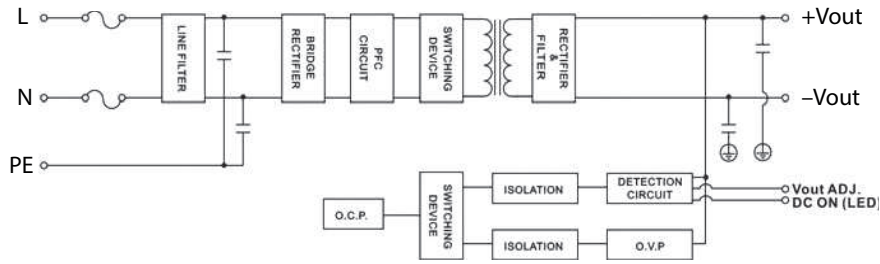 L
N
PE
LINE FILTER
BRIDGE
RECTIFIER
PFC
CIRCUIT
SWITCHING
DEVICE
RECTIFIER
&
FILTER
+Vout
–Vout
SWITCHING
DEVICE
O.C.P.
ISOLATION
DETECTION
CIRCUIT
Vout ADJ.
DC ON (LED)
ISOLATION
O.V.P